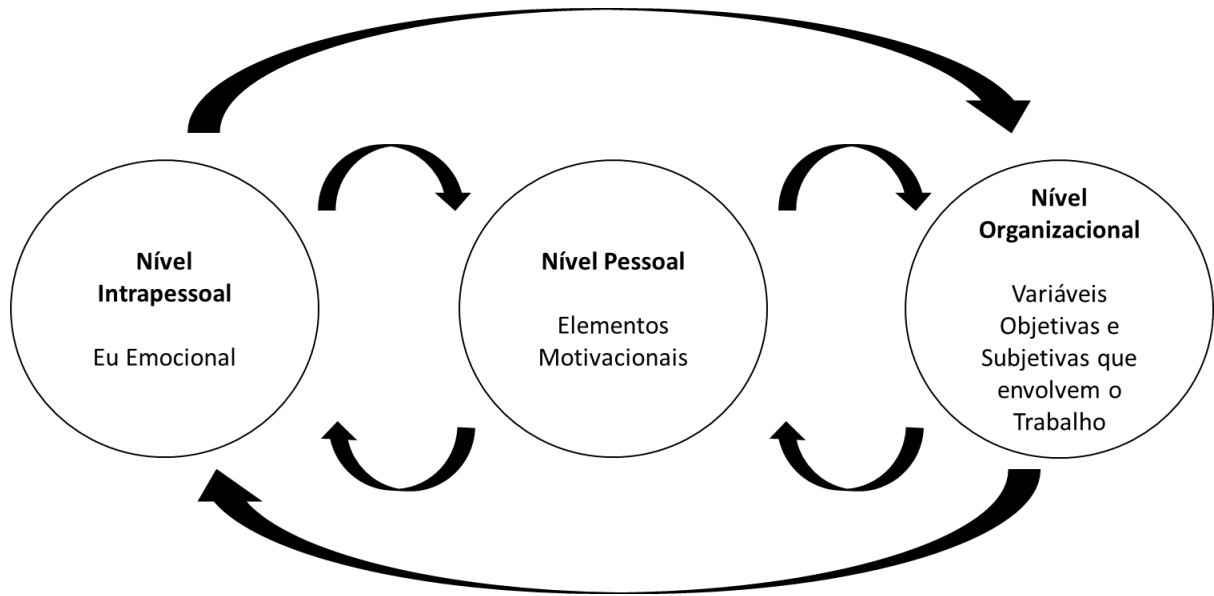 Nível
Intrapessoal
Eu Emocional
Nível Pessoal
Elementos
Motivacionais
Nível
Organizacional
Variáveis
Objetivas e
Subjetivas que
envolvem o
Trabalho